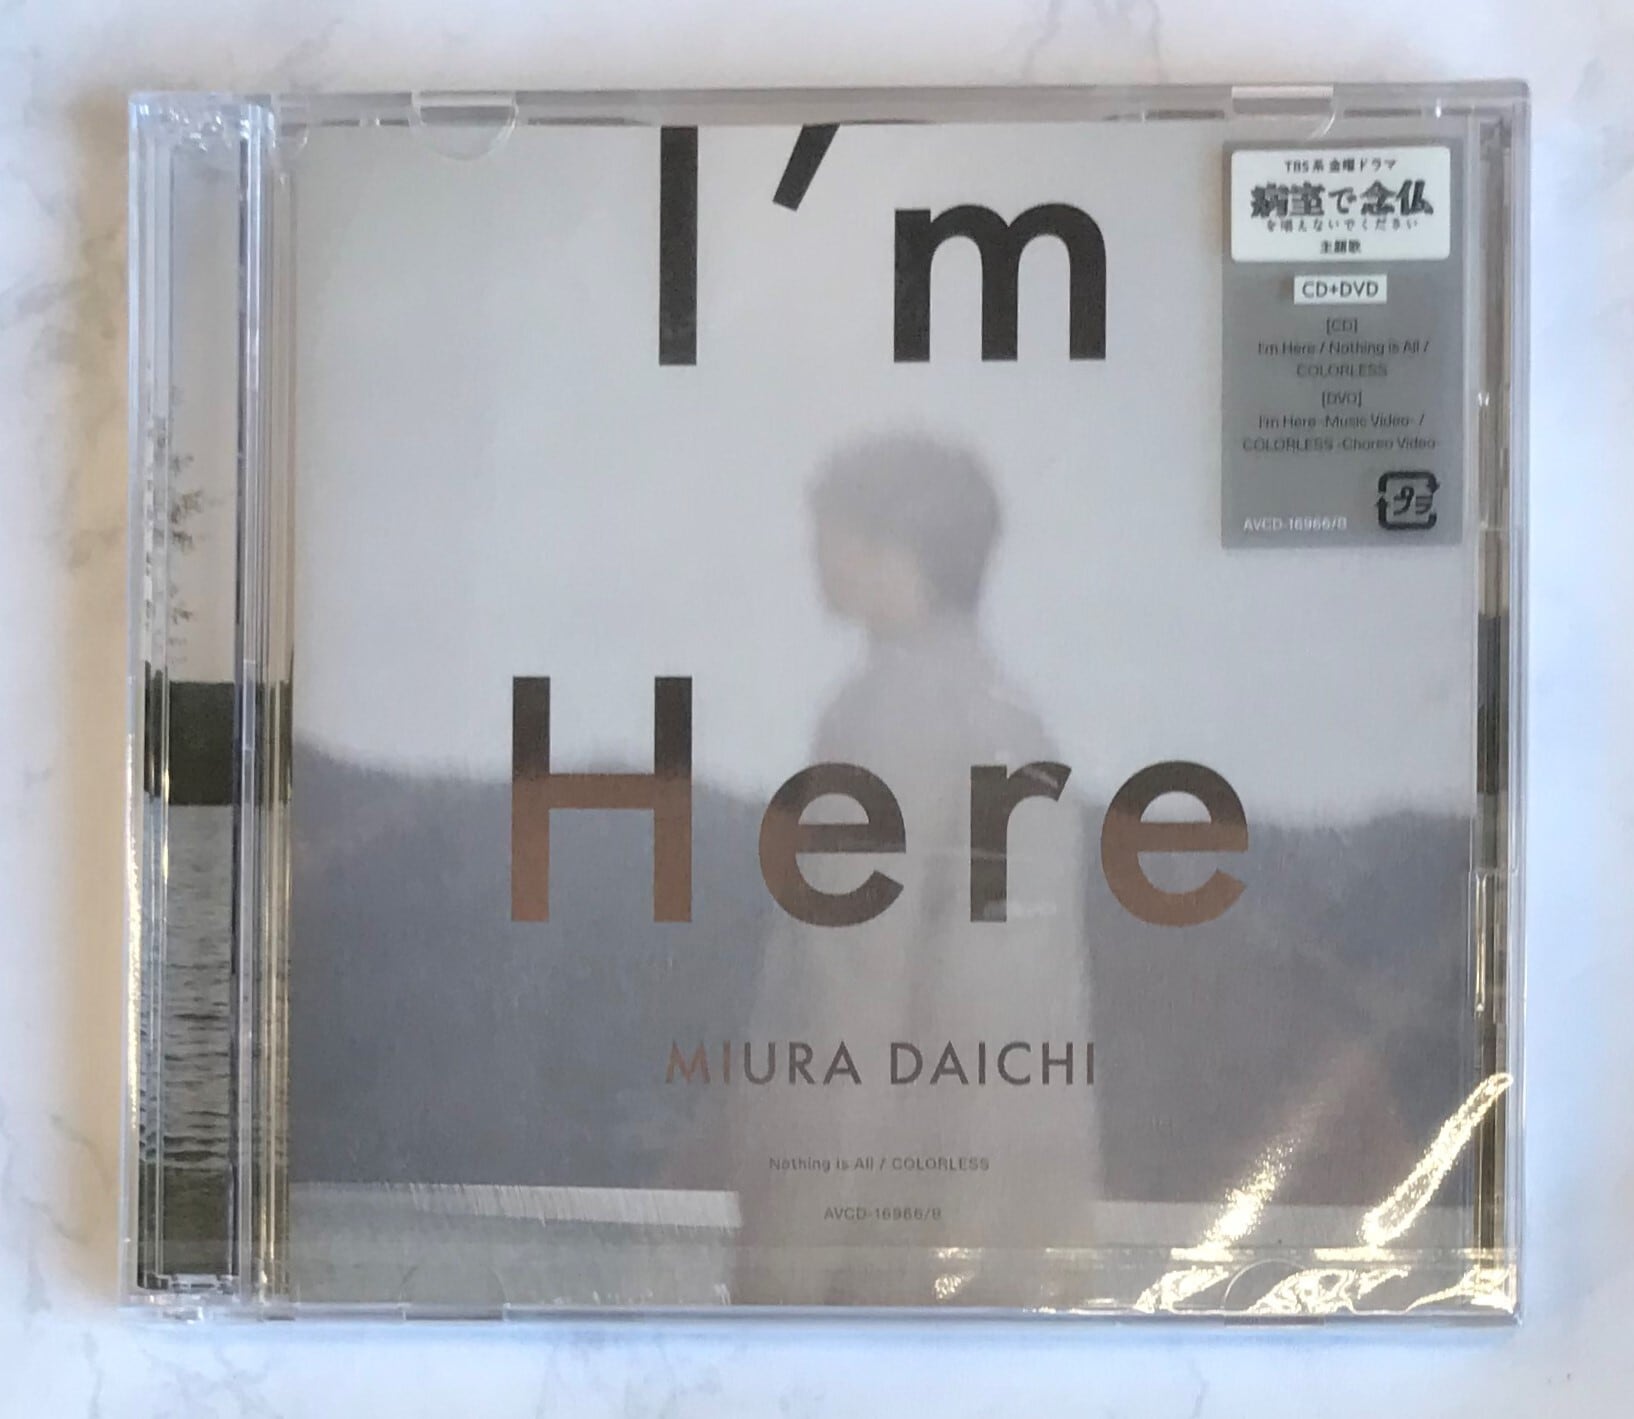 I'm
Here
MIURA DAICHI
Nothing is All / COLORLESS
AVCD-16966/B
TBS系 金曜ドラマ
病室で念仏
を唱えないでください
主題歌
CD+DVD
[CD]
I'm Here / Nothing is All /
COLORLESS
[DVD]
I'm Here -Music Video- /
COLORLESS -Choreo Video-
プラ
AVCD-16966/B